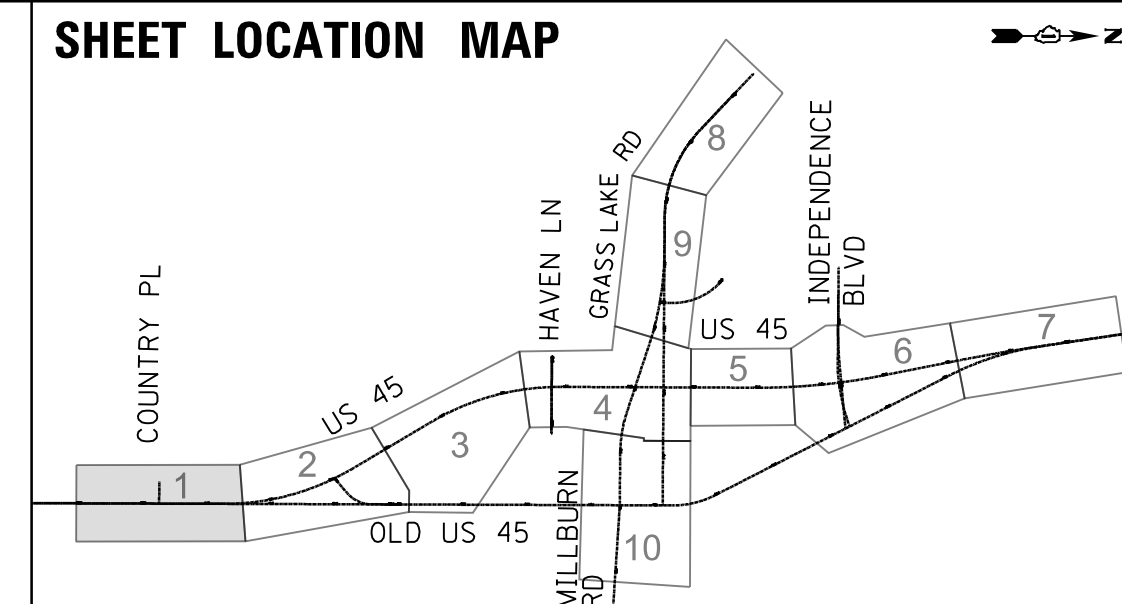 SHEET LOCATION MAP
N
8
GRASS LAKE RD
INDEPENDENCE
BLVD
9
HAVEN LN
COUNTRY PL
US 45
7
6
5
US 45
4
3
2
1
OLD US 45
MILLBURN
RD
10